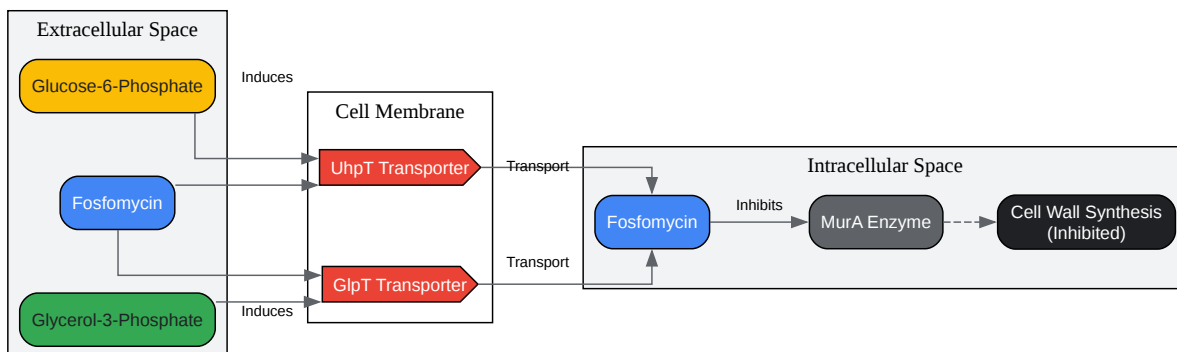 Extracellular Space
Glucose-6-Phosphate
Induces
Cell Membrane
UhpT Transporter
Transport
Intracellular Space
Fosfomycin
Fosfomycin
Inhibits
MurA Enzyme
Cell Wall Synthesis
(Inhibited)
GlpT Transporter
Transport
Glycerol-3-Phosphate
Induces